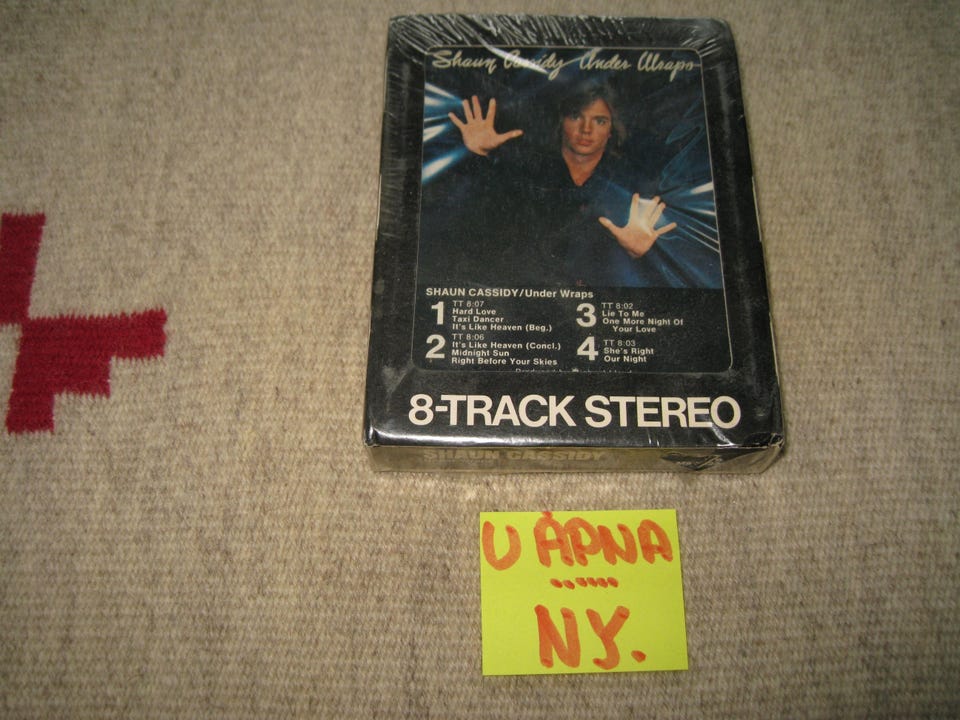 Shaun Cassidy Under Wraps
SHAUN CASSIDY/Under Wraps
1 TT 8:07
Hard Love
Taxi Dancer
It's Like Heaven (Beg.)
2 TT 8:06
It's Like Heaven (Concl.)
Midnight Sun
Right Before Your Skies
3 TT 8:02
Lie To Me
One More Night Of
Your Love
4 TT 8:03
She's Right
Our Night
8-TRACK STEREO
SHAUN CASSIDY
UÅPNA
NY.